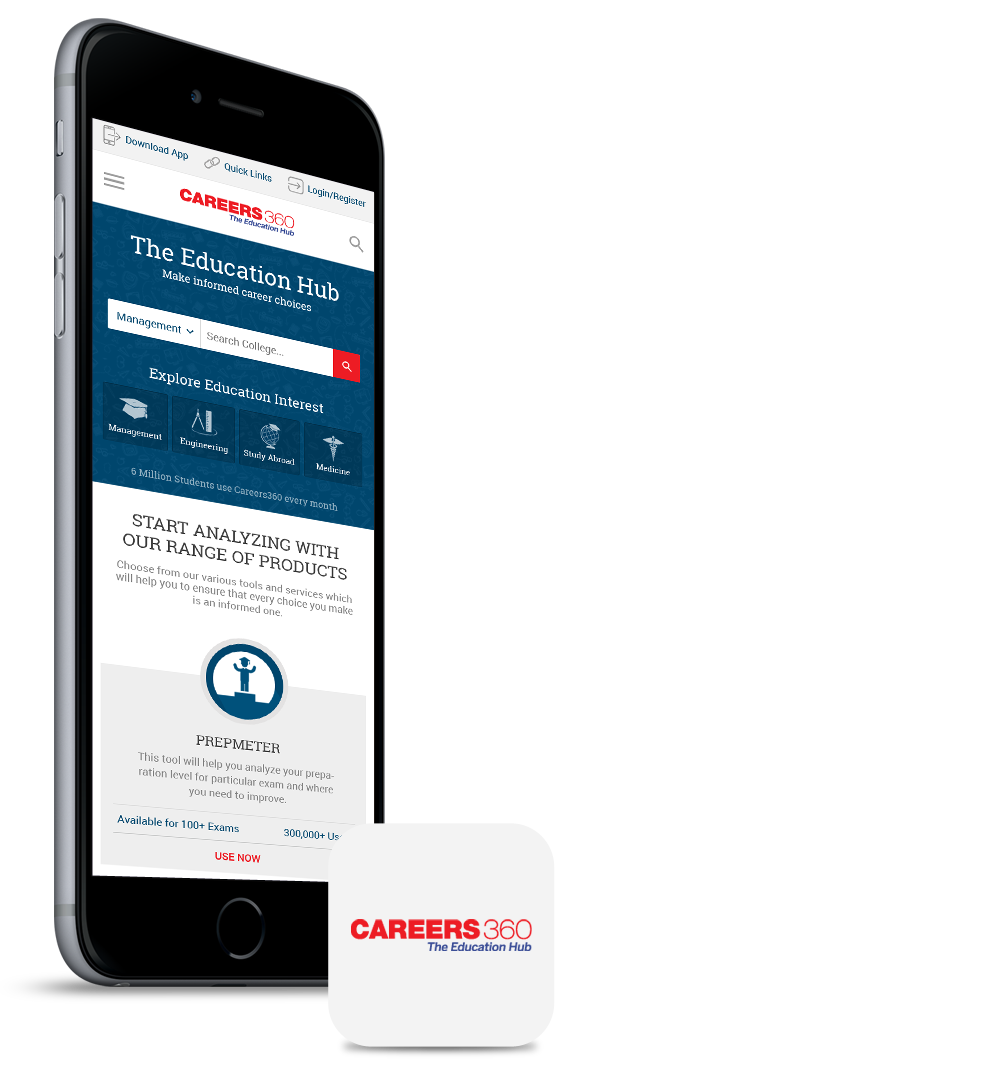 Download App
Quick Links
Login/Register
CAREERS360
The Education Hub
The Education Hub
Make informed career choices
Management
Search College...
Explore Education Interest
Management
Engineering
Study Abroad
Medicine
6 Million Students use Careers360 every month
START ANALYZING WITH
OUR RANGE OF PRODUCTS
Choose from our various tools and services which
will help you to ensure that every choice you make
is an informed one.
PREPMETER
This tool will help you analyze your prepa-
ration level for particular exam and where
you need to improve.
Available for 100+ Exams
300,000+
USE NOW
CAREERS360
The Education Hub